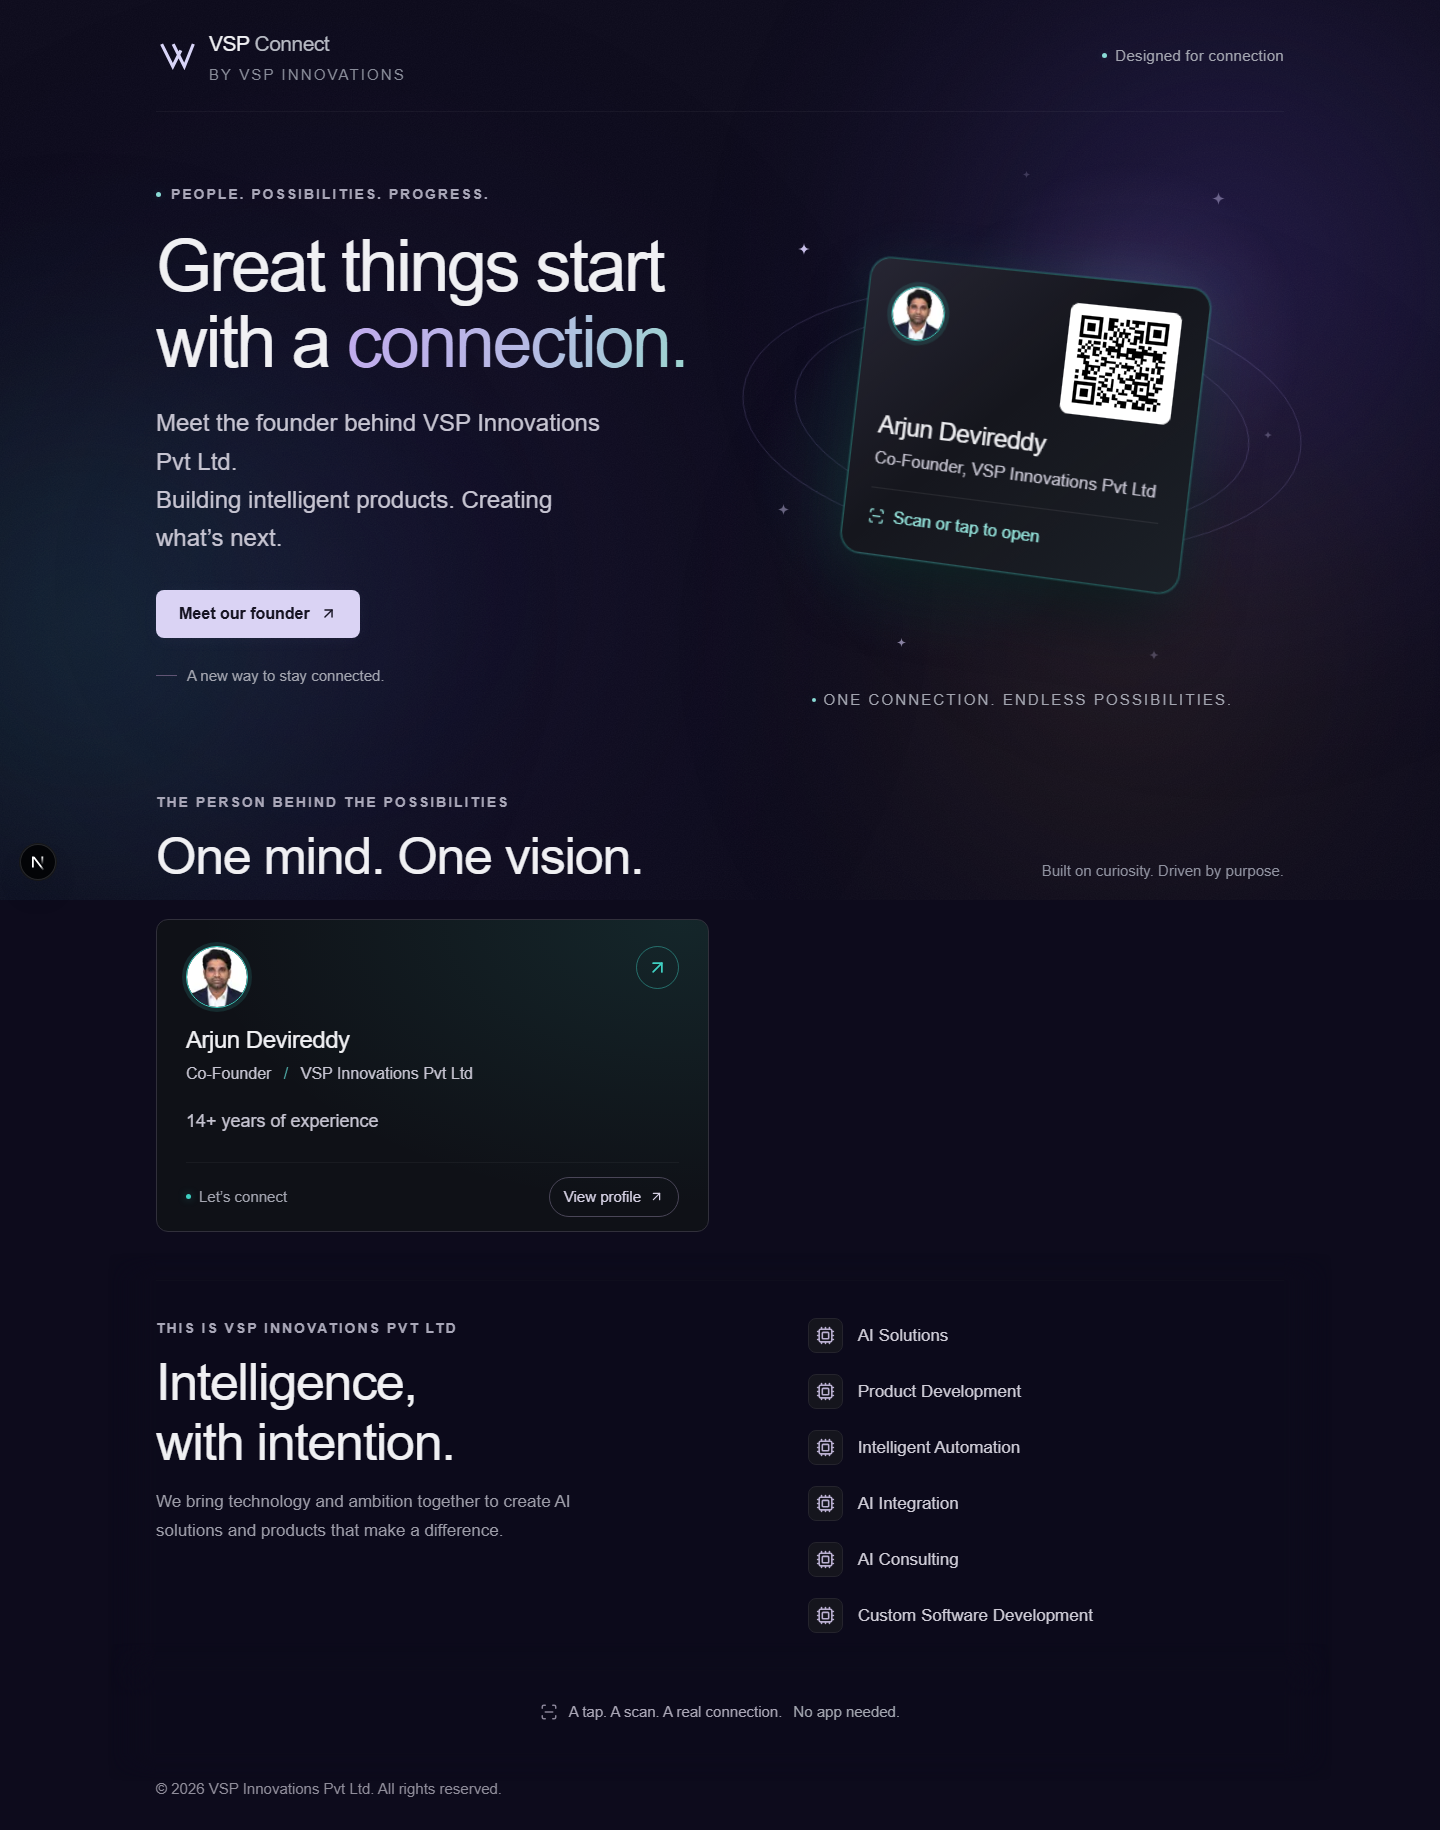 VSP Connect
BY VSP INNOVATIONS
Designed for connection
PEOPLE. POSSIBILITIES. PROGRESS.
Great things start
with a connection.
Meet the founder behind VSP Innovations
Pvt Ltd.
Building intelligent products. Creating
what’s next.
Meet our founder
A new way to stay connected.
Arjun Devireddy
Co-Founder, VSP Innovations Pvt Ltd
Scan or tap to open
ONE CONNECTION. ENDLESS POSSIBILITIES.
THE PERSON BEHIND THE POSSIBILITIES
One mind. One vision.
Built on curiosity. Driven by purpose.
N
Arjun Devireddy
Co-Founder / VSP Innovations Pvt Ltd
14+ years of experience
Let’s connect
View profile
THIS IS VSP INNOVATIONS PVT LTD
Intelligence,
with intention.
We bring technology and ambition together to create AI
solutions and products that make a difference.
AI Solutions
Product Development
Intelligent Automation
AI Integration
AI Consulting
Custom Software Development
A tap. A scan. A real connection. No app needed.
© 2026 VSP Innovations Pvt Ltd. All rights reserved.